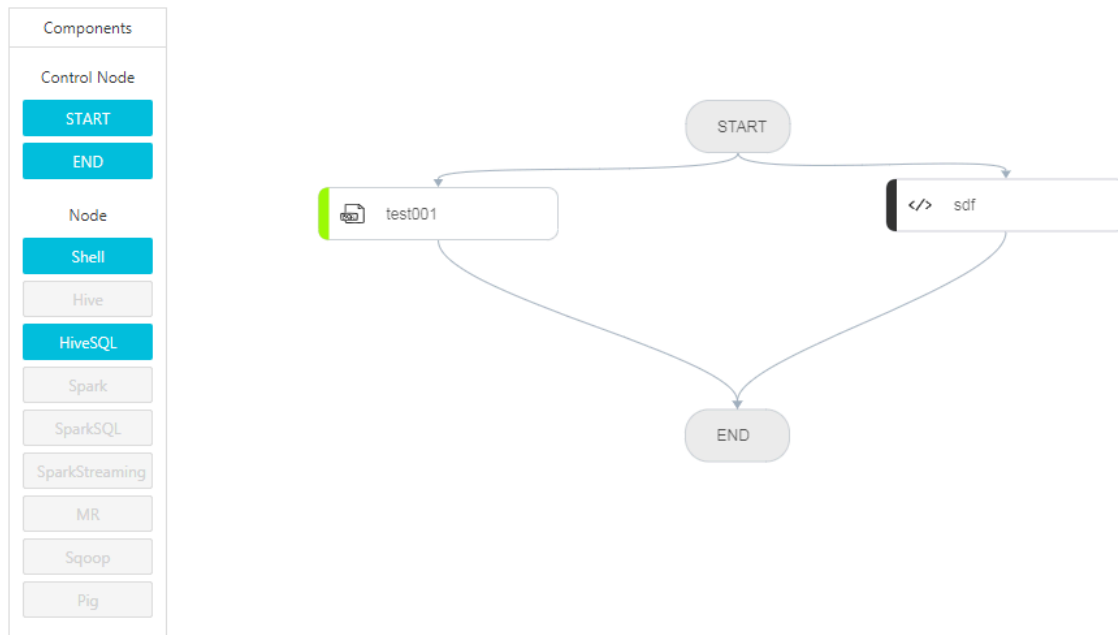 Components
Control Node
START
END
Node
Shell
Hive
HiveSQL
Spark
SparkSQL
SparkStreaming
MR
Sqoop
Pig
START
test001
</> sdf
END